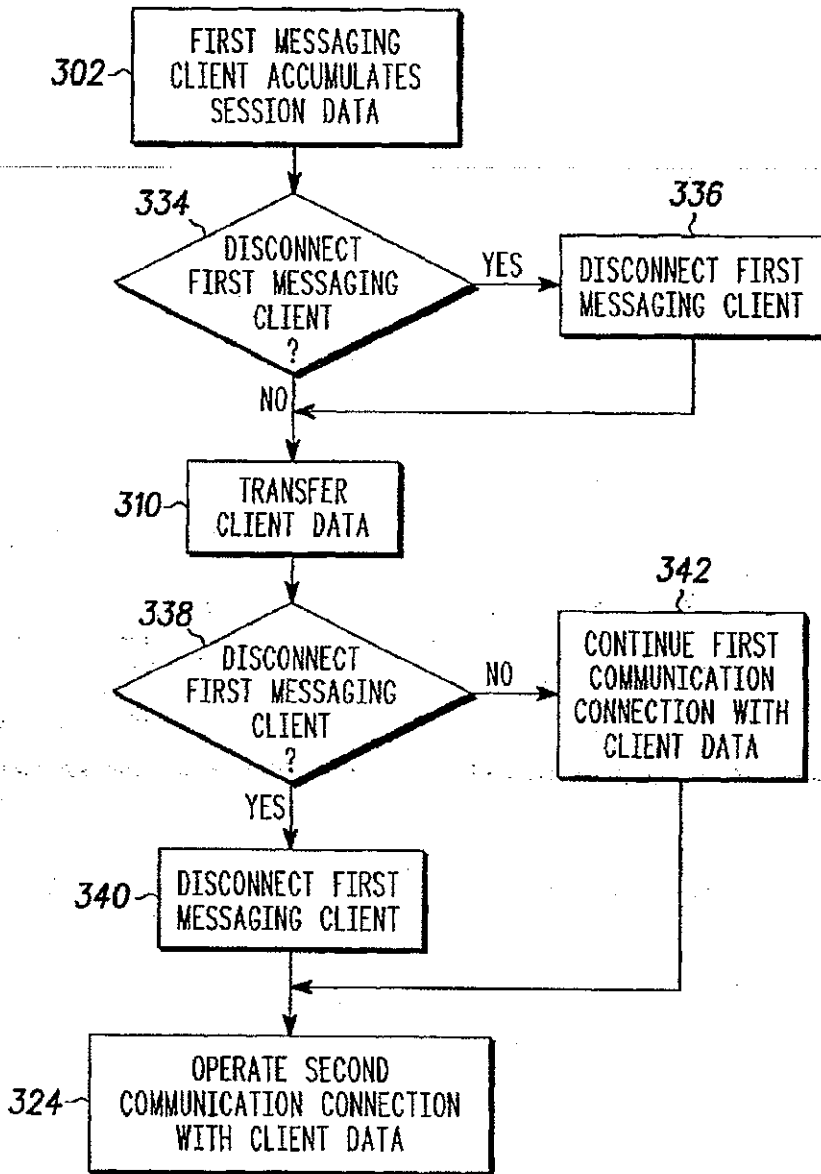 302
FIRST MESSAGING
CLIENT ACCUMULATES
SESSION DATA
334
DISCONNECT
FIRST MESSAGING
CLIENT
?
YES
336
DISCONNECT FIRST
MESSAGING CLIENT
NO
310
TRANSFER
CLIENT DATA
338
DISCONNECT
FIRST MESSAGING
CLIENT
?
NO
342
CONTINUE FIRST
COMMUNICATION
CONNECTION WITH
CLIENT DATA
YES
340
DISCONNECT FIRST
MESSAGING CLIENT
324
OPERATE SECOND
COMMUNICATION CONNECTION
WITH CLIENT DATA